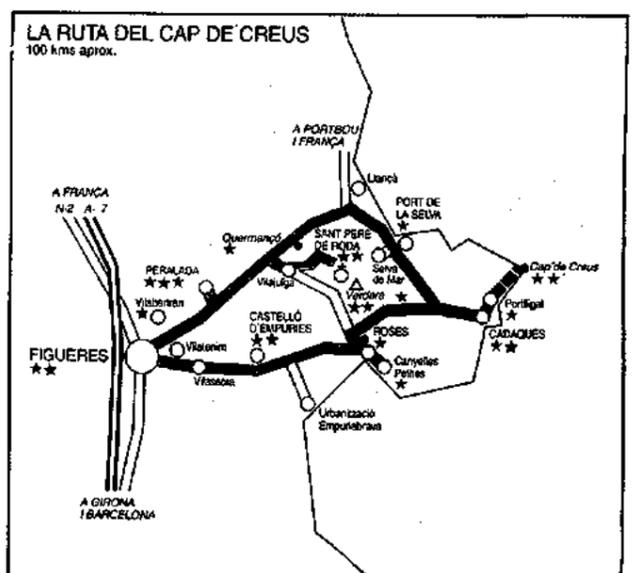 LA RUTA DEL CAP DE CREUS
100 kms aprox.
A PORTBOU
I FRANÇA
Llançà
A FRANÇA
N-2 A-7
PORT DE
LA SELVA
Quermançó
SANT PERE
DE RODA
Selva
de Mar
Cap de Creus
PERALADA
Vilajuïga
Verdera
Vilabertran
Portlligat
CASTELLÓ
D'EMPURIES
ROSES
CADAQUÉS
FIGUERES
Vilatenim
Vilasacra
Canyelles
Petites
Urbanització
Empuriabrava
A GIRONA
I BARCELONA